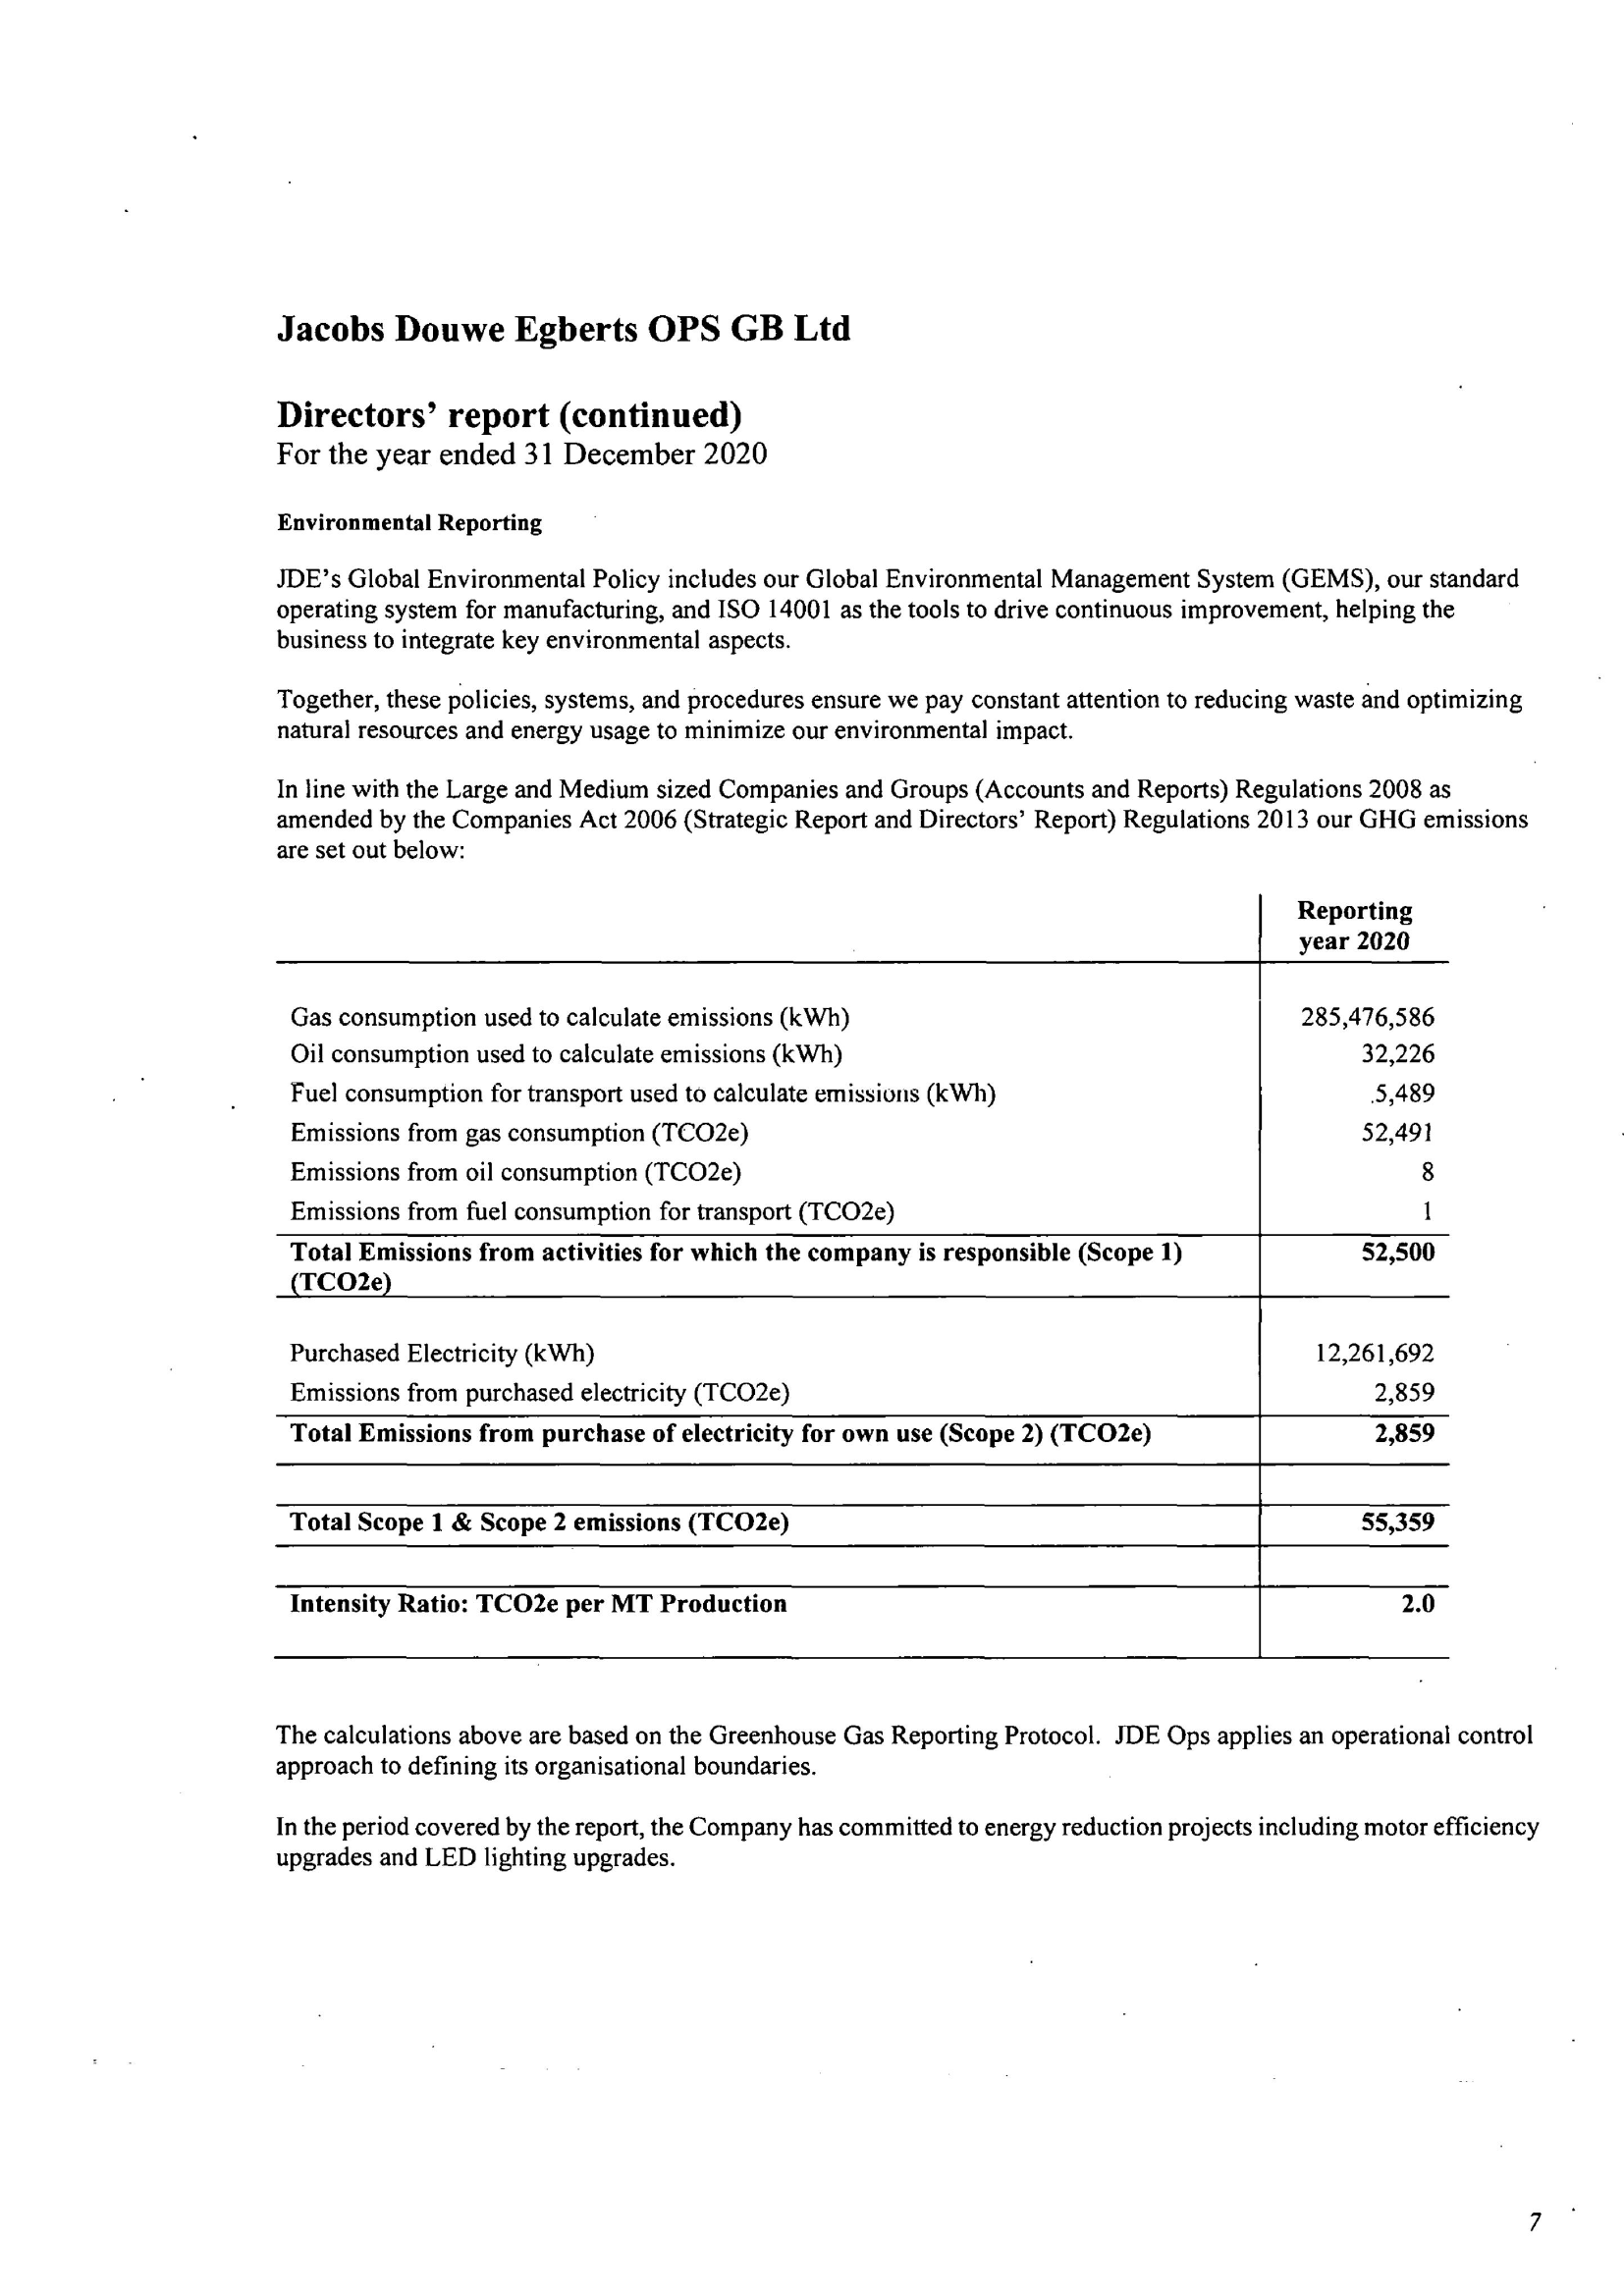 Jacobs Douwe Egberts OPS GB Ltd
Directors' report (continued)
For the year ended 31 December 2020
Environmental Reporting
JDE's Global Environmental Policy includes our Global Environmental Management System (GEMS), our standard
operating system for manufacturing, and ISO 14001 as the tools to drive continuous improvement, helping the
business to integrate key environmental aspects.
Together, these policies, systems, and procedures ensure we pay constant attention to reducing waste and optimizing
natural resources and energy usage to minimize our environmental impact.
In line with the Large and Medium sized Companies and Groups (Accounts and Reports) Regulations 2008 as
amended by the Companies Act 2006 (Strategic Report and Directors' Report) Regulations 2013 our GHG emissions
are set out below:
Reporting
year 2020
Gas consumption used to calculate emissions (kWh) 285,476,586
Oil consumption used to calculate emissions (kWh) 32,226
Fuel consumption for transport used to calculate emissions (kWh) 5,489
Emissions from gas consumption (TCO2e) 52,491
Emissions from oil consumption (TCO2e) 8
Emissions from fuel consumption for transport (TCO2e) 1
Total Emissions from activities for which the company is responsible (Scope 1) 52,500
(TCO2e)
Purchased Electricity (kWh) 12,261,692
Emissions from purchased electricity (TCO2e) 2,859
Total Emissions from purchase of electricity for own use (Scope 2) (TCO2e) 2,859
Total Scope 1 & Scope 2 emissions (TCO2e) 55,359
Intensity Ratio: TCO2e per MT Production 2.0
The calculations above are based on the Greenhouse Gas Reporting Protocol. JDE Ops applies an operational control
approach to defining its organisational boundaries.
In the period covered by the report, the Company has committed to energy reduction projects including motor efficiency
upgrades and LED lighting upgrades.
7